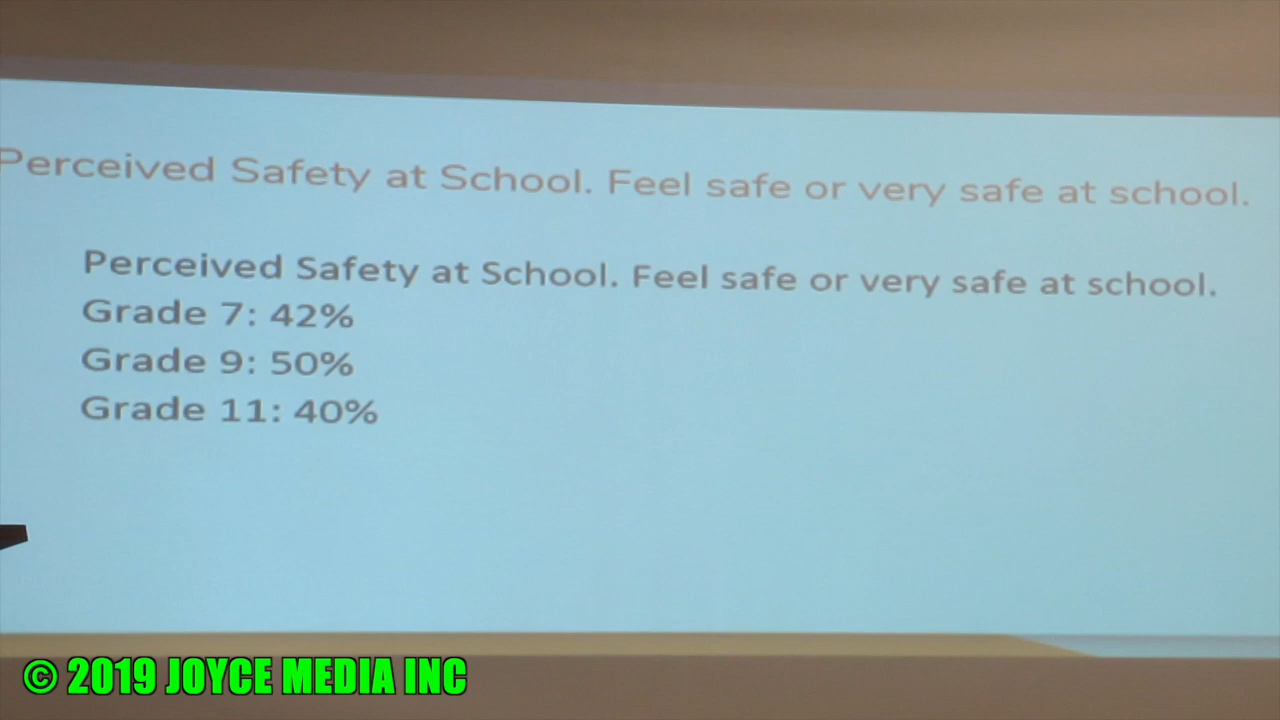 Perceived Safety at School. Feel safe or very safe at school.
Perceived Safety at School. Feel safe or very safe at school.
Grade 7: 42%
Grade 9: 50%
Grade 11: 40%
© 2019 JOYCE MEDIA INC